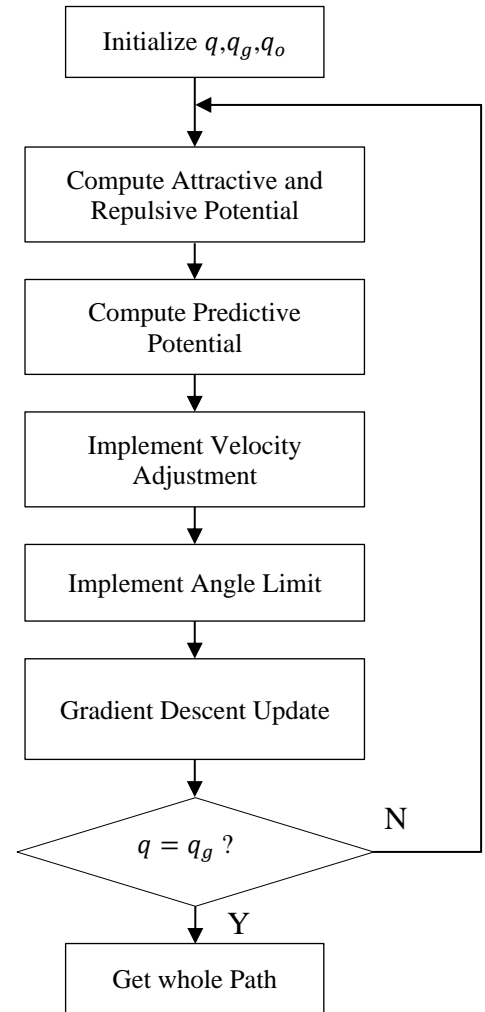 Initialize q,q_g,q_o
Compute Attractive and
Repulsive Potential
Compute Predictive
Potential
Implement Velocity
Adjustment
Implement Angle Limit
Gradient Descent Update
q = q_g ?
N
Y
Get whole Path